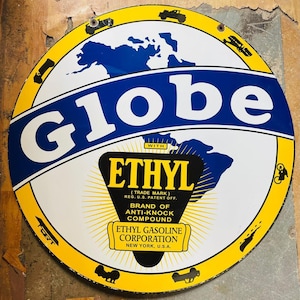 Globe
WITH
ETHYL
( TRADE MARK )
REG. U.S. PATENT OFF.
BRAND OF
ANTI-KNOCK
COMPOUND
ETHYL GASOLINE
CORPORATION
NEW YORK, U.S.A.